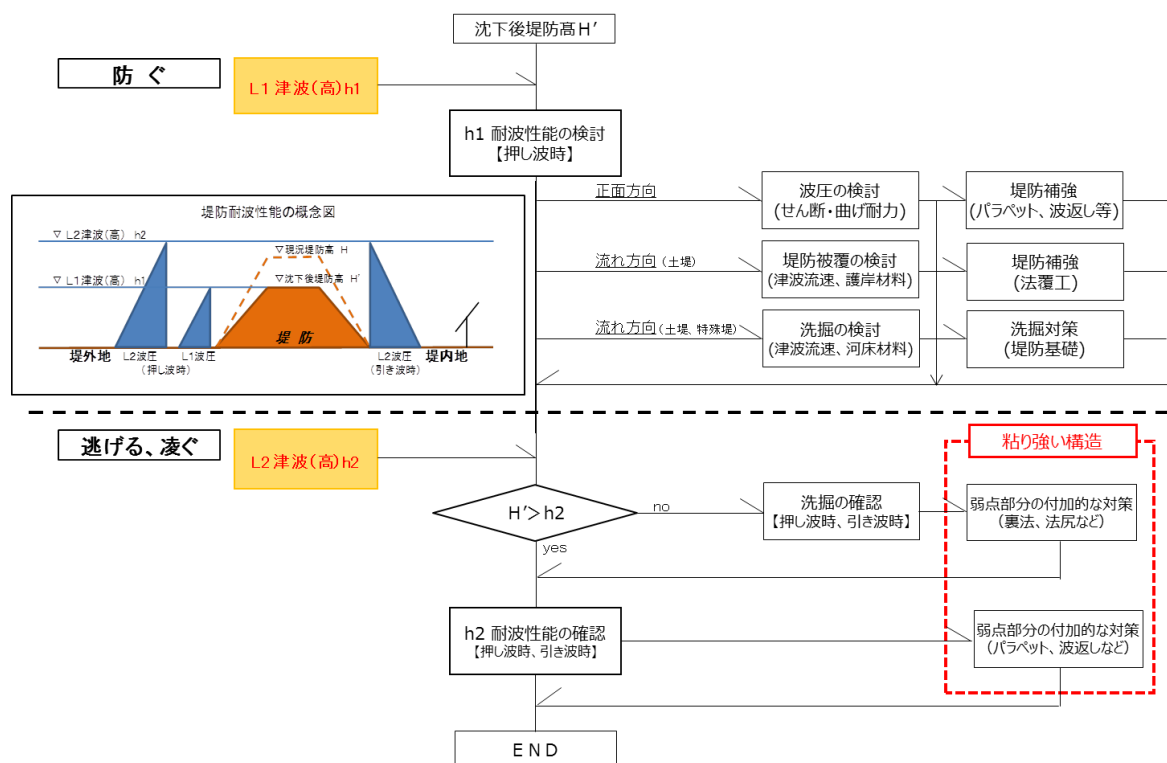 沈下後堤防髙H′
防 ぐ
L1 津波(高)h1
h1 耐波性能の検討
【押し波時】
正面方向
波圧の検討
(せん断・曲げ耐力)
堤防補強
(パラペット、波返し等)
流れ方向(土堤)
堤防被覆の検討
(津波流速、護岸材料)
堤防補強
(法覆工)
流れ方向(土堤、特殊堤)
洗掘の検討
(津波流速、河床材料)
洗掘対策
(堤防基礎)
堤防耐波性能の概念図
▽ L2津波(高) h2
▽現況堤防高 H
▽ L1津波(高) h1
▽沈下後堤防高 H′
堤 防
堤外地
L2波圧
(押し波時)
L1波圧
L2波圧
(引き波時)
堤内地
逃げる、凌ぐ
L2 津波(高)h2
粘り強い構造
H′>h2
no
yes
洗掘の確認
【押し波時、引き波時】
弱点部分の付加的な対策
(裏法、法尻など)
h2 耐波性能の確認
【押し波時、引き波時】
弱点部分の付加的な対策
(パラペット、波返しなど)
END